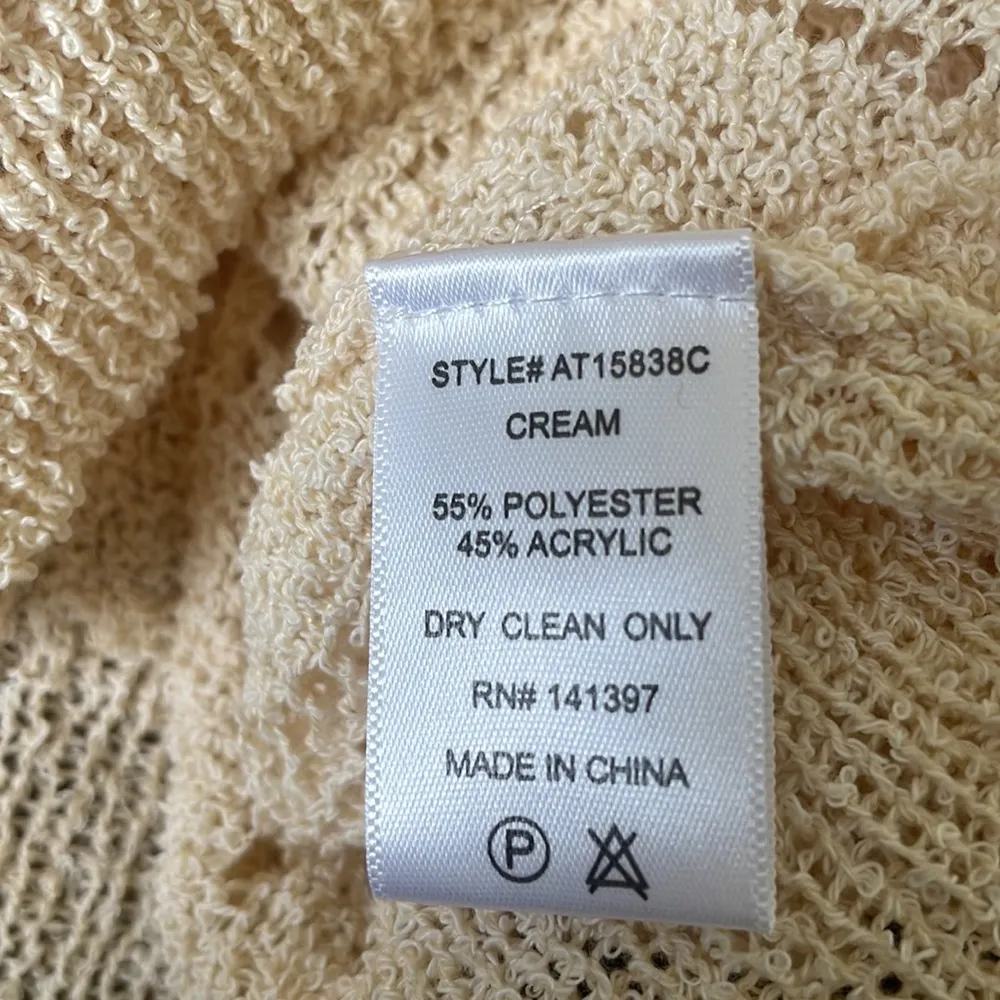 STYLE# AT15838C
CREAM
55% POLYESTER
45% ACRYLIC
DRY CLEAN ONLY
RN# 141397
MADE IN CHINA
P